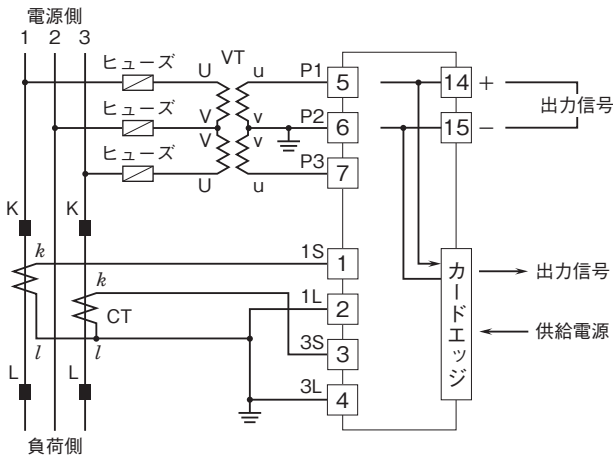 電源側
1 2 3
ヒューズ
U
VT
u
P1
5
14
+
出力信号
ヒューズ
V
v
P2
6
15
−
ヒューズ
V
v
U
u
P3
7
K
K
k
1S
1
k
1L
2
CT
l
l
3S
3
L
L
3L
4
カードエッジ
出力信号
供給電源
負荷側